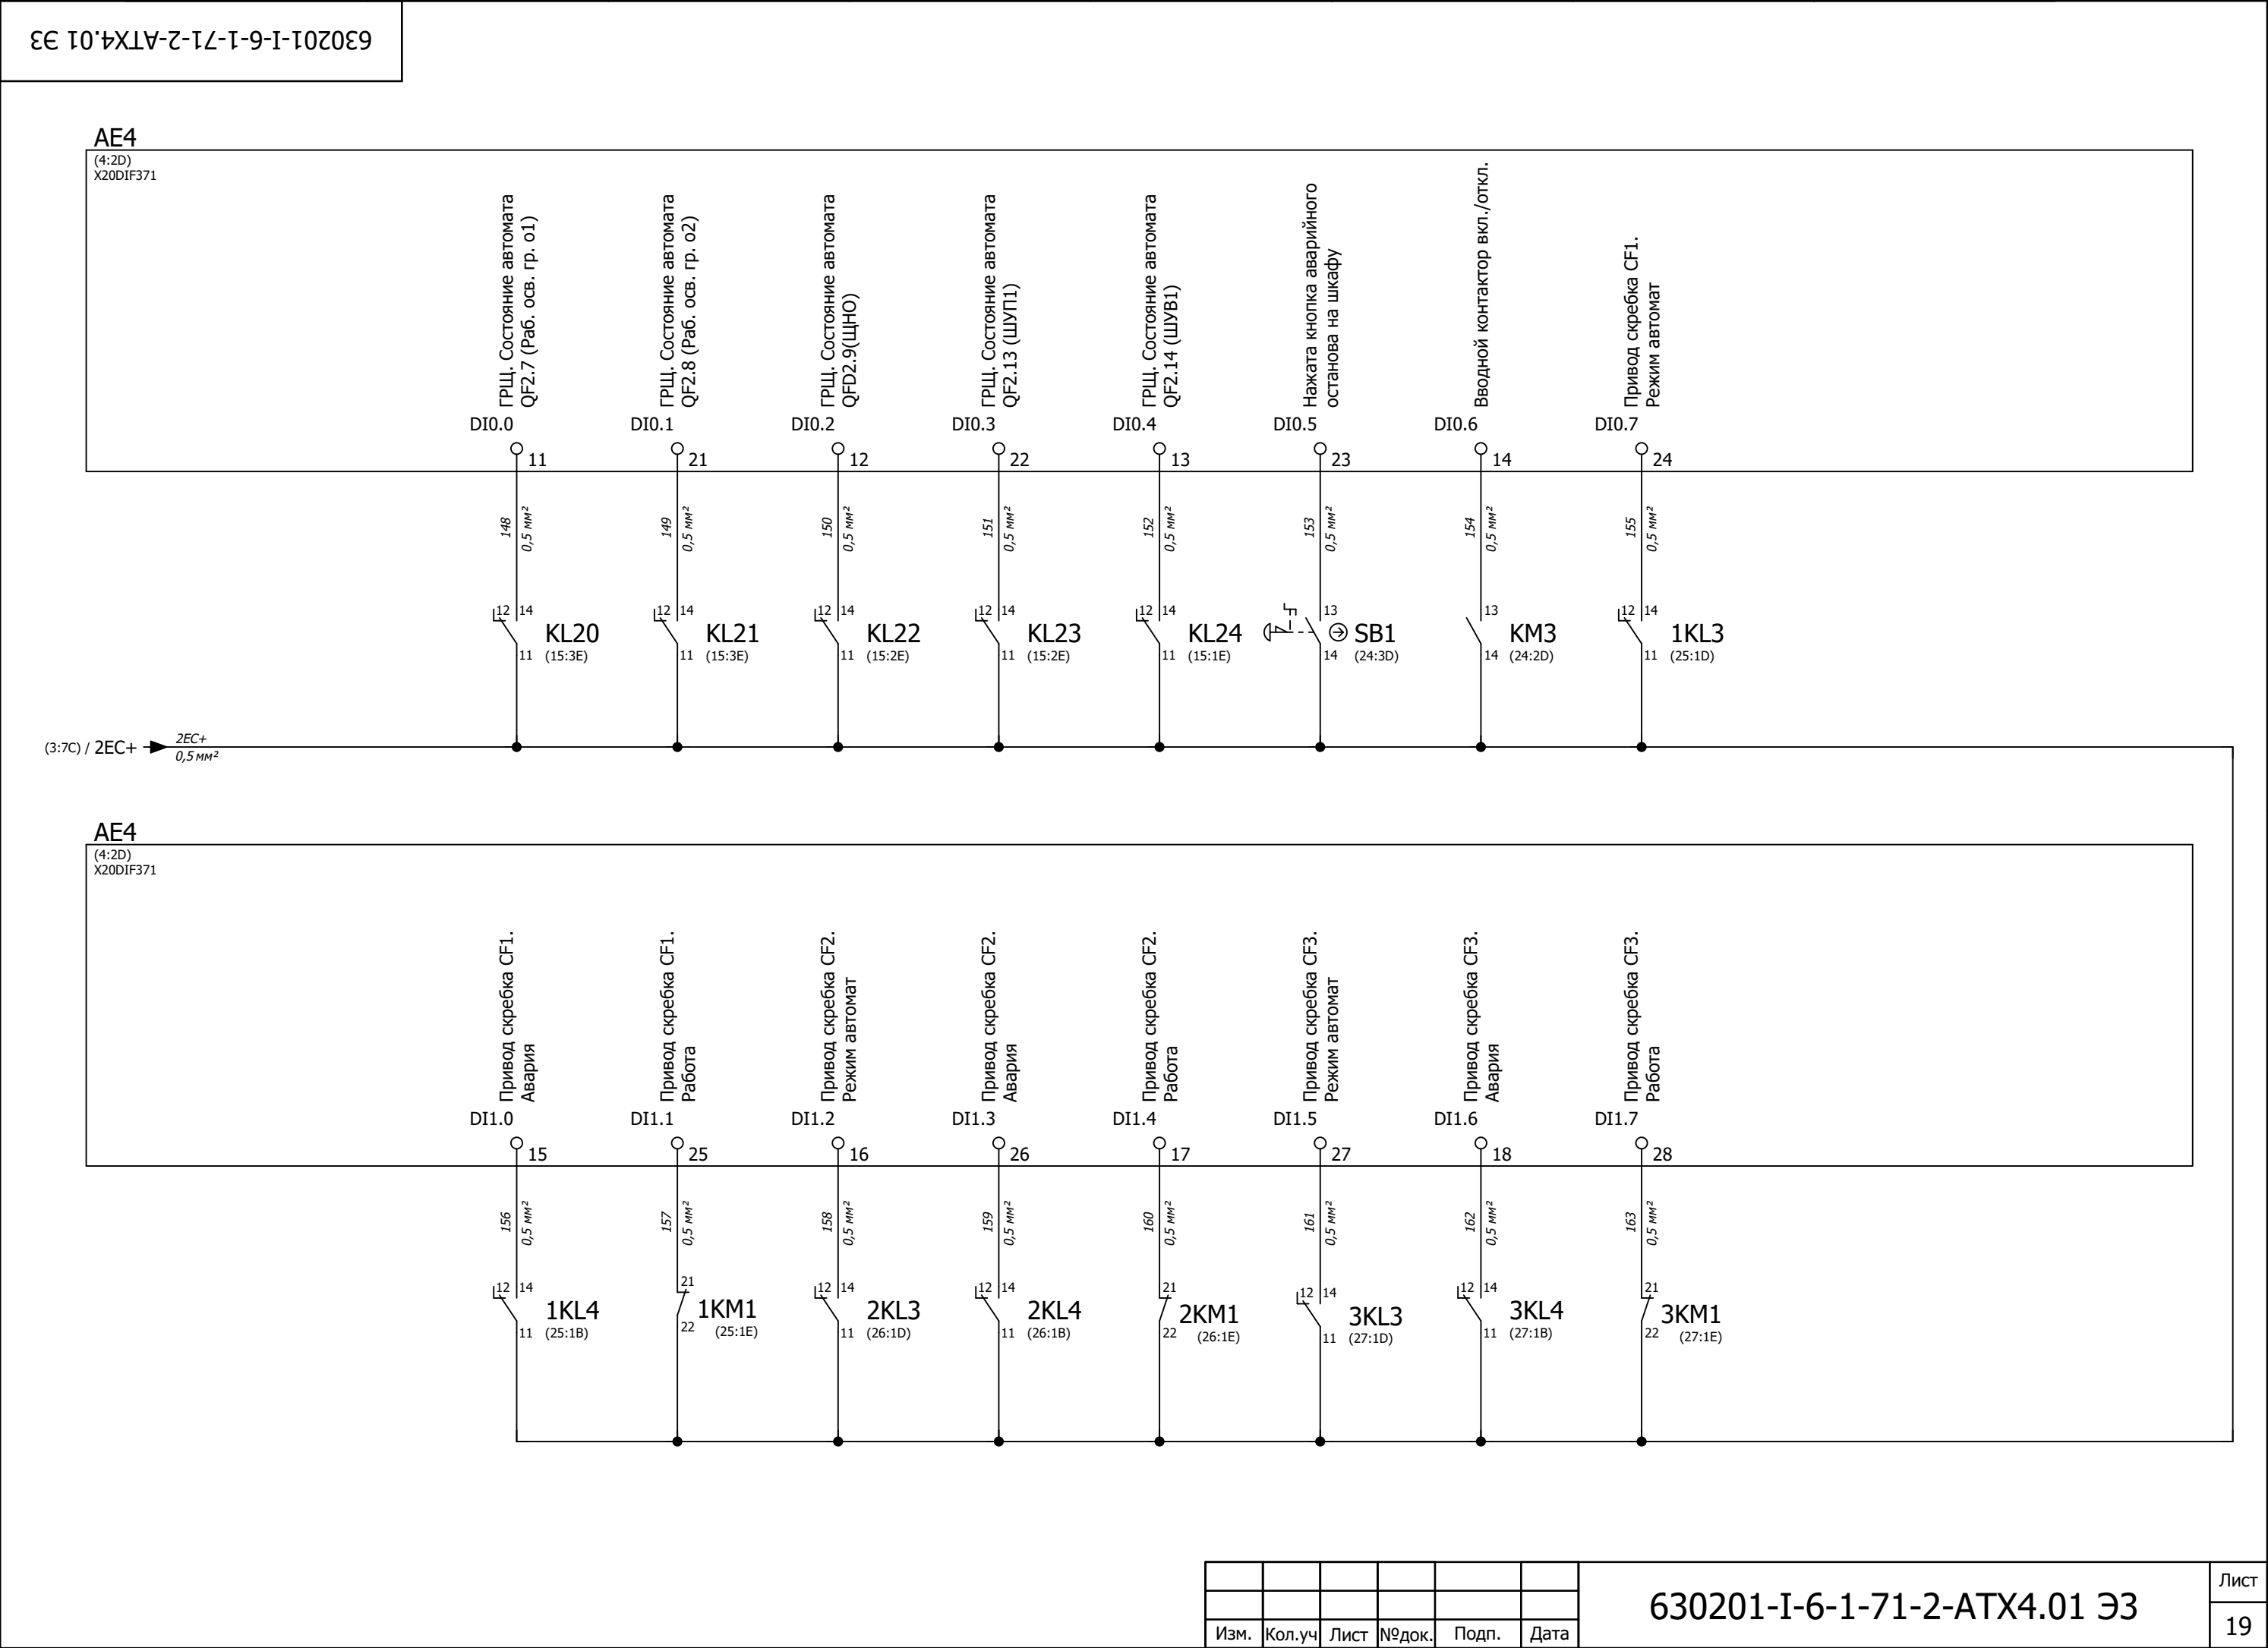 630201-I-6-1-71-2-АТХ4.01 ЭЗ
AE4
(4:2D)
X20DIF371
ГРЩ. Состояние автомата
QF2.7 (Раб. осв. гр. о1)
ГРЩ. Состояние автомата
QF2.8 (Раб. осв. гр. о2)
ГРЩ. Состояние автомата
QFD2.9(ЩНО)
ГРЩ. Состояние автомата
QF2.13 (ШУП1)
ГРЩ. Состояние автомата
QF2.14 (ШУВ1)
Нажата кнопка аварийного
останова на шкафу
Вводной контактор вкл./откл.
Привод скребка CF1.
Режим автомат
DI0.0 DI0.1 DI0.2 DI0.3 DI0.4 DI0.5 DI0.6 DI0.7
11 21 12 22 13 23 14 24
148 0,5 мм² 149 0,5 мм² 150 0,5 мм² 151 0,5 мм² 152 0,5 мм² 153 0,5 мм² 154 0,5 мм² 155 0,5 мм²
12 14 12 14 12 14 12 14 12 14 13 13 12 14
KL20 KL21 KL22 KL23 KL24 SB1 KM3 1KL3
11 (15:3E) 11 (15:3E) 11 (15:2E) 11 (15:2E) 11 (15:1E) 14 (24:3D) 14 (24:2D) 11 (25:1D)
(3:7C) / 2EC+ 2EC+
0,5 мм²
AE4
(4:2D)
X20DIF371
Привод скребка CF1.
Авария
Привод скребка CF1.
Работа
Привод скребка CF2.
Режим автомат
Привод скребка CF2.
Авария
Привод скребка CF2.
Работа
Привод скребка CF3.
Режим автомат
Привод скребка CF3.
Авария
Привод скребка CF3.
Работа
DI1.0 DI1.1 DI1.2 DI1.3 DI1.4 DI1.5 DI1.6 DI1.7
15 25 16 26 17 27 18 28
156 0,5 мм² 157 0,5 мм² 158 0,5 мм² 159 0,5 мм² 160 0,5 мм² 161 0,5 мм² 162 0,5 мм² 163 0,5 мм²
12 14 21 12 14 12 14 21 12 14 12 14 21
1KL4 1KM1 2KL3 2KL4 2KM1 3KL3 3KL4 3KM1
11 (25:1B) 22 (25:1E) 11 (26:1D) 11 (26:1B) 22 (26:1E) 11 (27:1D) 11 (27:1B) 22 (27:1E)
630201-I-6-1-71-2-АТХ4.01 ЭЗ
Лист
19
Изм. Кол.уч Лист №док. Подп. Дата